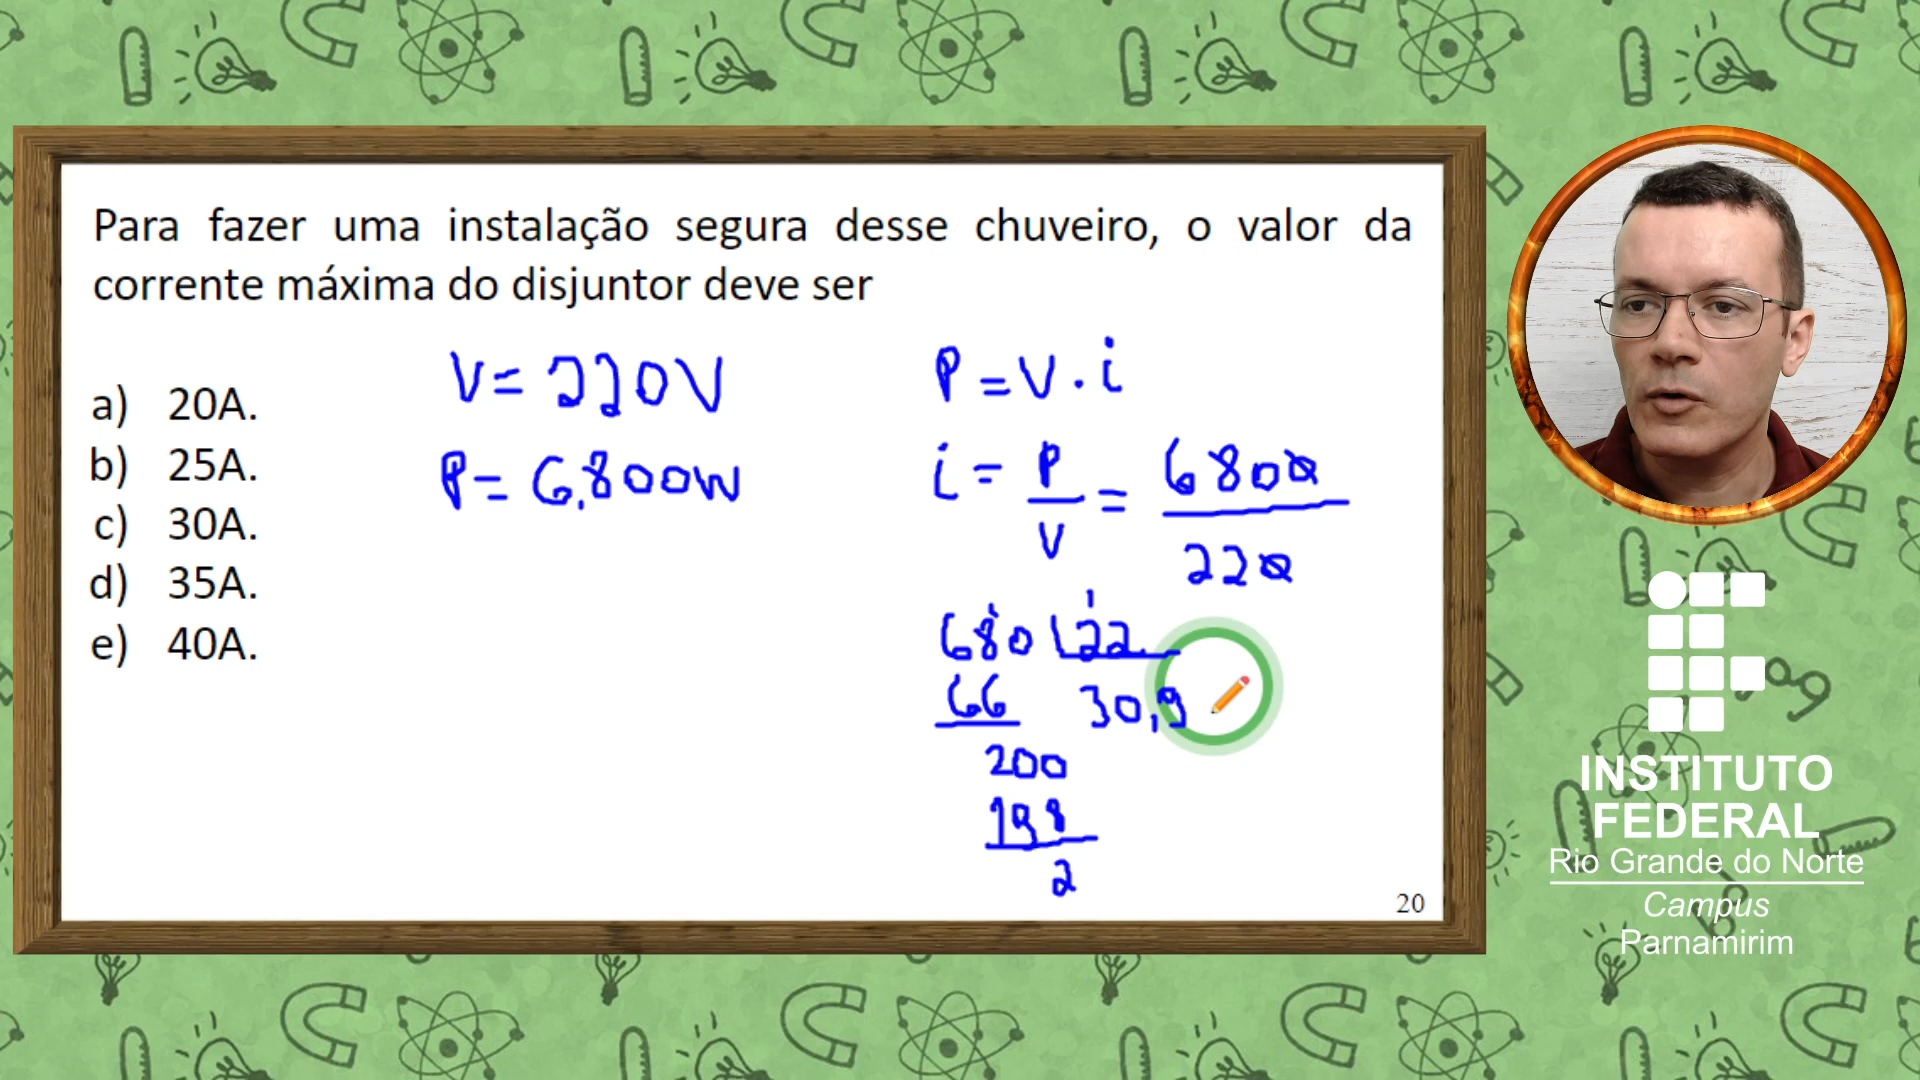 Para fazer uma instalação segura desse chuveiro, o valor da
corrente máxima do disjuntor deve ser
a) 20A.
b) 25A.
c) 30A.
d) 35A.
e) 40A.
V = 220V
P = 6.800W
P = V . i
i = P/V = 6800/220
680 22
66 30,9
200
198
2
20
INSTITUTO
FEDERAL
Rio Grande do Norte
Campus
Parnamirim